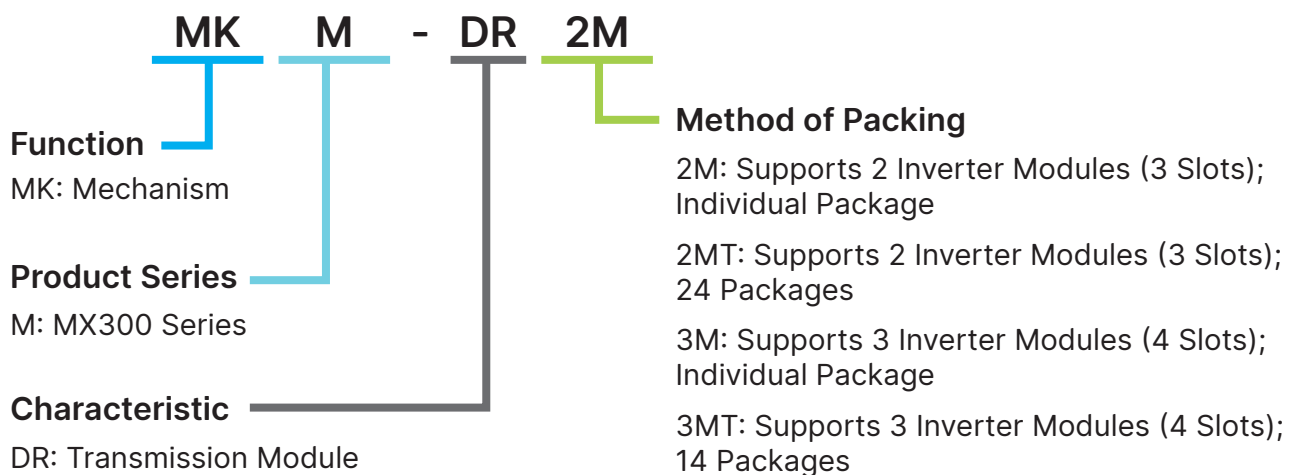 MK M - DR 2M
Function
MK: Mechanism
Product Series
M: MX300 Series
Characteristic
DR: Transmission Module
Method of Packing
2M: Supports 2 Inverter Modules (3 Slots);
Individual Package
2MT: Supports 2 Inverter Modules (3 Slots);
24 Packages
3M: Supports 3 Inverter Modules (4 Slots);
Individual Package
3MT: Supports 3 Inverter Modules (4 Slots);
14 Packages